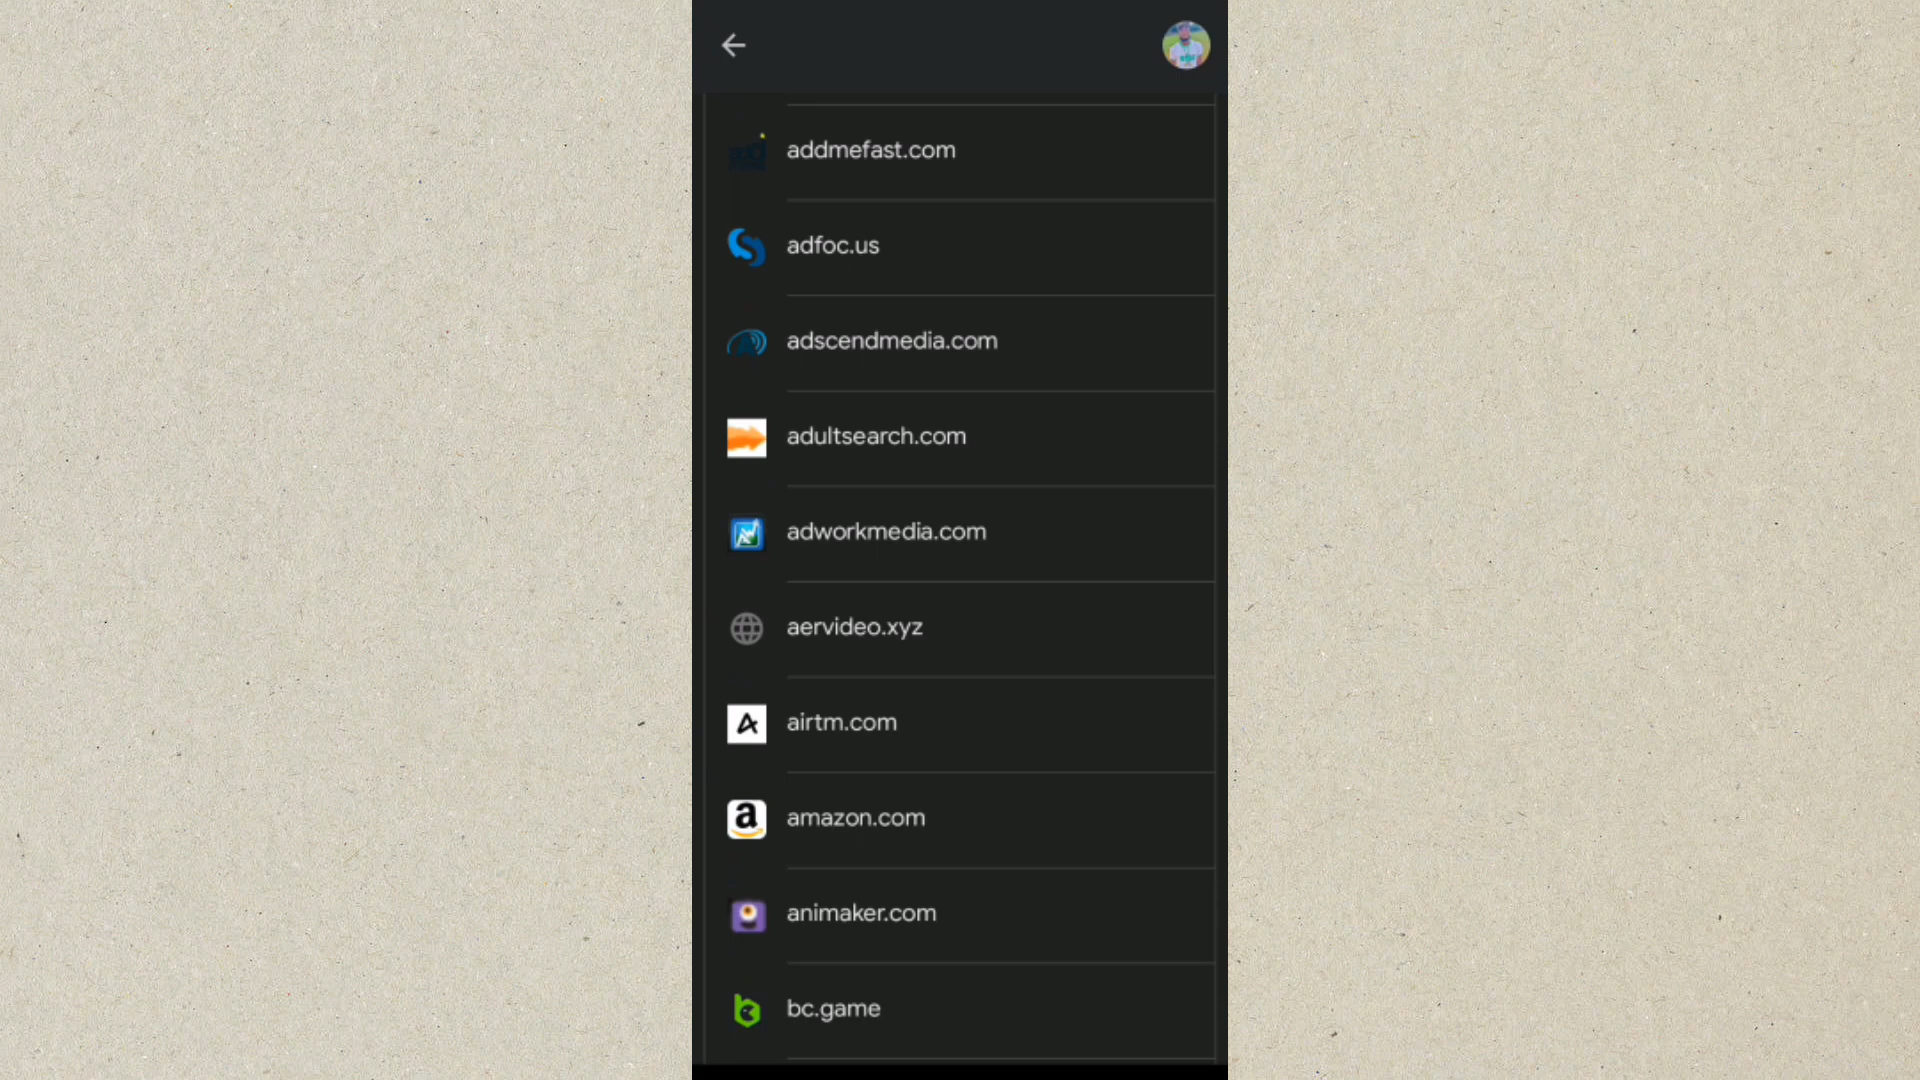 addmefast.com
adfoc.us
adscendmedia.com
adultsearch.com
adworkmedia.com
aervideo.xyz
airtm.com
amazon.com
animaker.com
bc.game